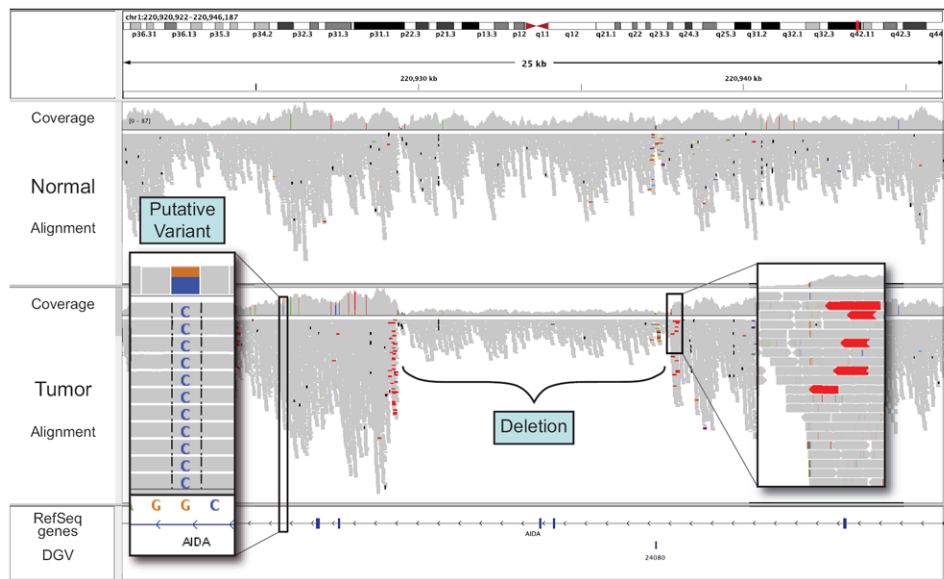 chr1:220,920,922-220,946,187
p36.31 p36.13 p35.3 p34.2 p32.3 p31.3 p31.1 p22.3 p21.3 p13.3 p12 q11 q12 q21.1 q22 q23.3 q24.3 q25.3 q31.2 q32.1 q32.3 q42.11 q42.3 q44
25 kb
220,930 kb 220,940 kb
Coverage
[0 - 87]
Normal
Alignment
Putative
Variant
Coverage
C
C
C
C
C
C
C
C
C
C
C
Tumor
Alignment
Deletion
G G C
AIDA
RefSeq
genes
AIDA
DGV
24080